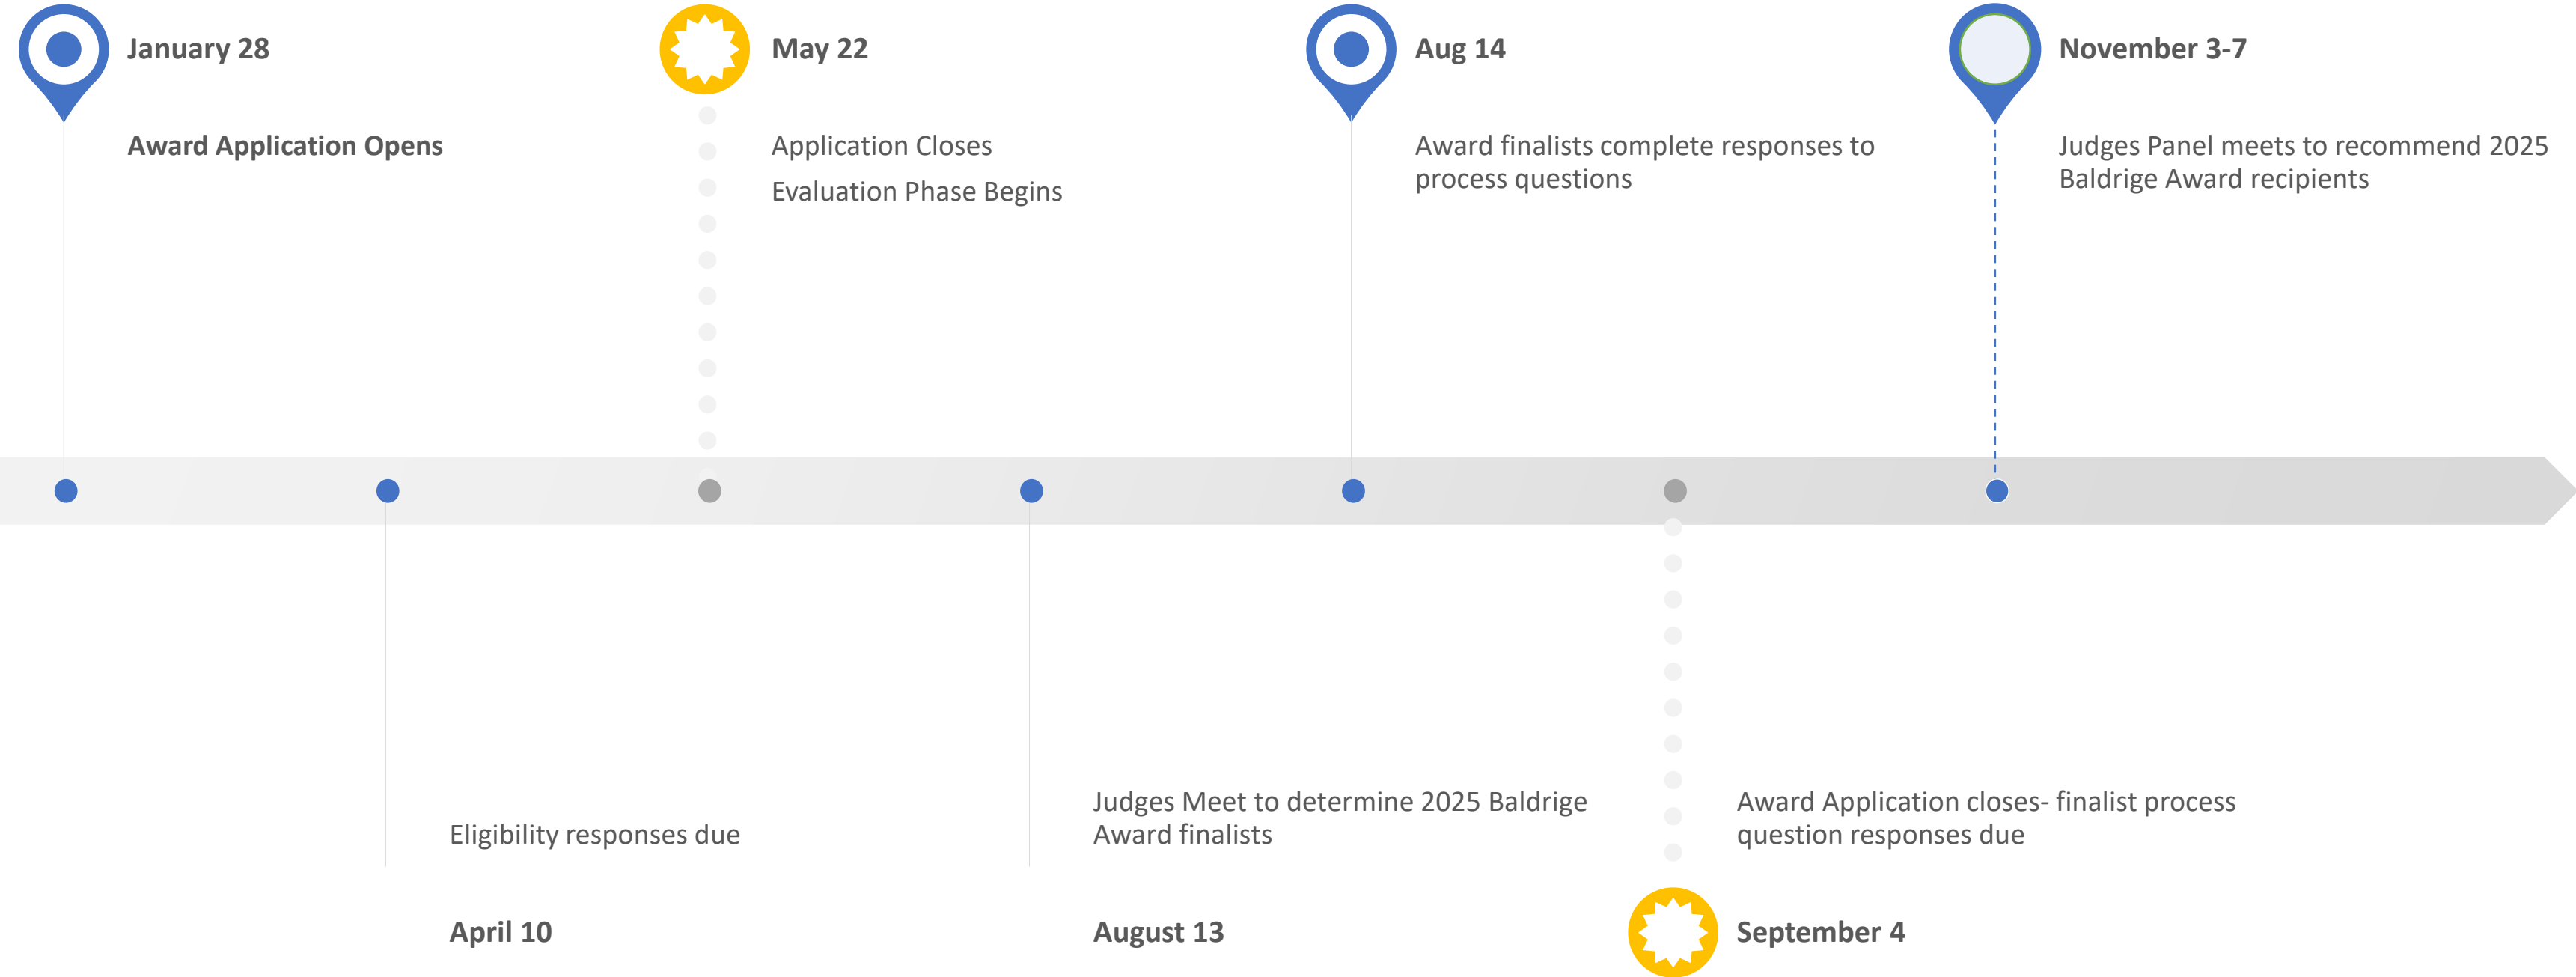 January 28
Award Application Opens
May 22
Application Closes
Evaluation Phase Begins
Aug 14
Award finalists complete responses to
process questions
November 3-7
Judges Panel meets to recommend 2025
Baldrige Award recipients
Eligibility responses due
April 10
Judges Meet to determine 2025 Baldrige
Award finalists
August 13
Award Application closes- finalist process
question responses due
September 4